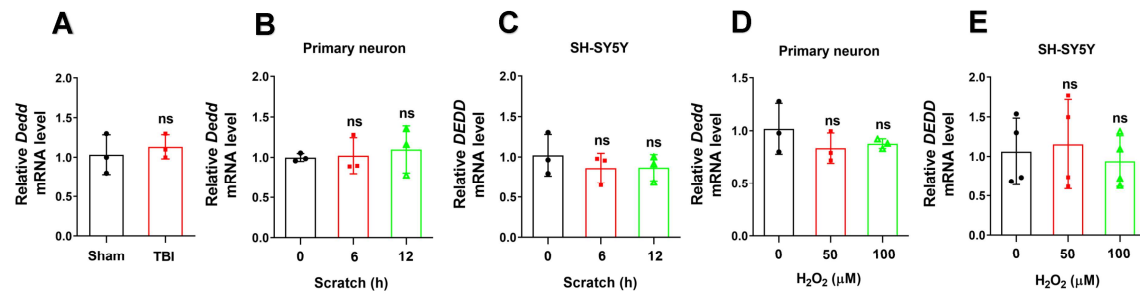 A
Relative Dedd
mRNA level
2.0
1.5
1.0
0.5
0.0
ns
Sham
TBI
B
Primary neuron
Relative Dedd
mRNA level
2.0
1.5
1.0
0.5
0.0
ns
ns
0
6
12
Scratch (h)
C
SH-SY5Y
Relative DEDD
mRNA level
2.0
1.5
1.0
0.5
0.0
ns
ns
0
6
12
Scratch (h)
D
Primary neuron
Relative Dedd
mRNA level
1.5
1.0
0.5
0.0
ns
ns
0
50
100
H₂O₂ (μM)
E
SH-SY5Y
Relative DEDD
mRNA level
2.0
1.5
1.0
0.5
0.0
ns
ns
0
50
100
H₂O₂ (μM)